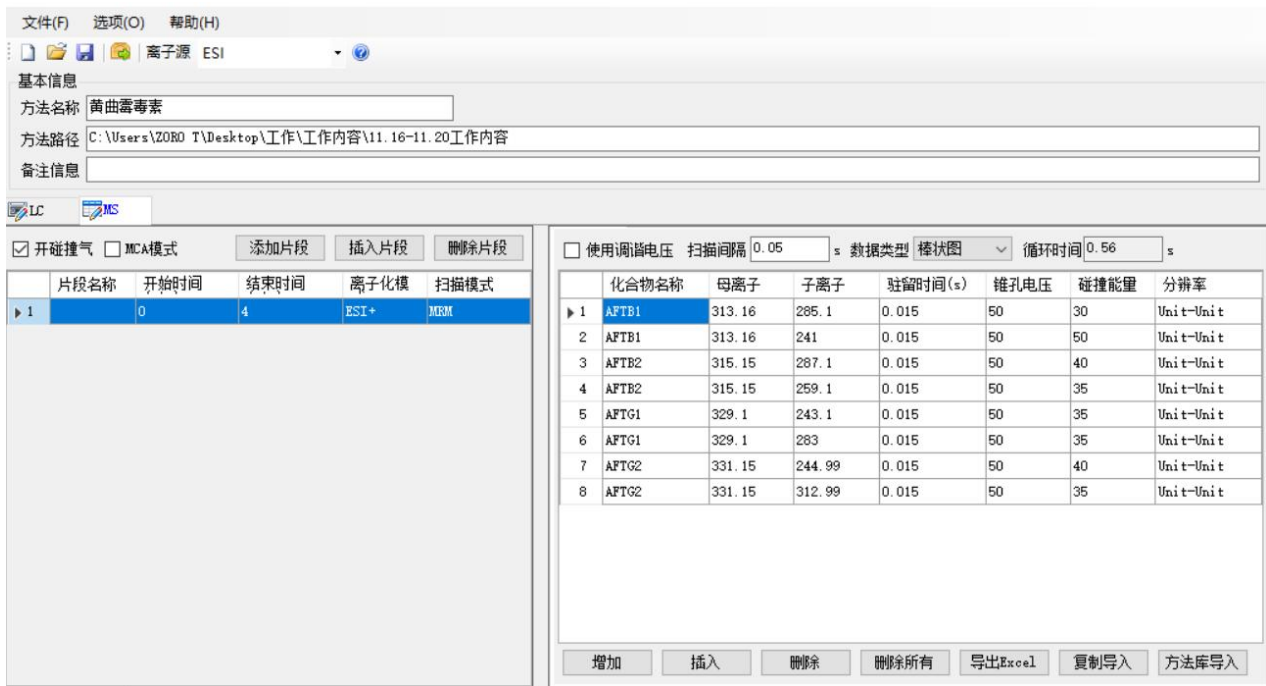 文件(F) 选项(O) 帮助(H)
离子源 ESI
基本信息
方法名称 黄曲霉毒素
方法路径 C:\Users\ZORO T\Desktop\工作\工作内容\11.16-11.20工作内容
备注信息
LC MS
开碰撞气 MCA模式 添加片段 插入片段 删除片段
片段名称 开始时间 结束时间 离子化模 扫描模式
1 0 4 ESI+ MRM
使用调谐电压 扫描间隔 0.05 s 数据类型 棒状图 循环时间 0.56 s
化合物名称 母离子 子离子 驻留时间(s) 锥孔电压 碰撞能量 分辨率
1 AFTB1 313.16 285.1 0.015 50 30 Unit-Unit
2 AFTB1 313.16 241 0.015 50 50 Unit-Unit
3 AFTB2 315.15 287.1 0.015 50 40 Unit-Unit
4 AFTB2 315.15 259.1 0.015 50 35 Unit-Unit
5 AFTG1 329.1 243.1 0.015 50 35 Unit-Unit
6 AFTG1 329.1 283 0.015 50 35 Unit-Unit
7 AFTG2 331.15 244.99 0.015 50 40 Unit-Unit
8 AFTG2 331.15 312.99 0.015 50 35 Unit-Unit
增加 插入 删除 删除所有 导出Excel 复制导入 方法库导入